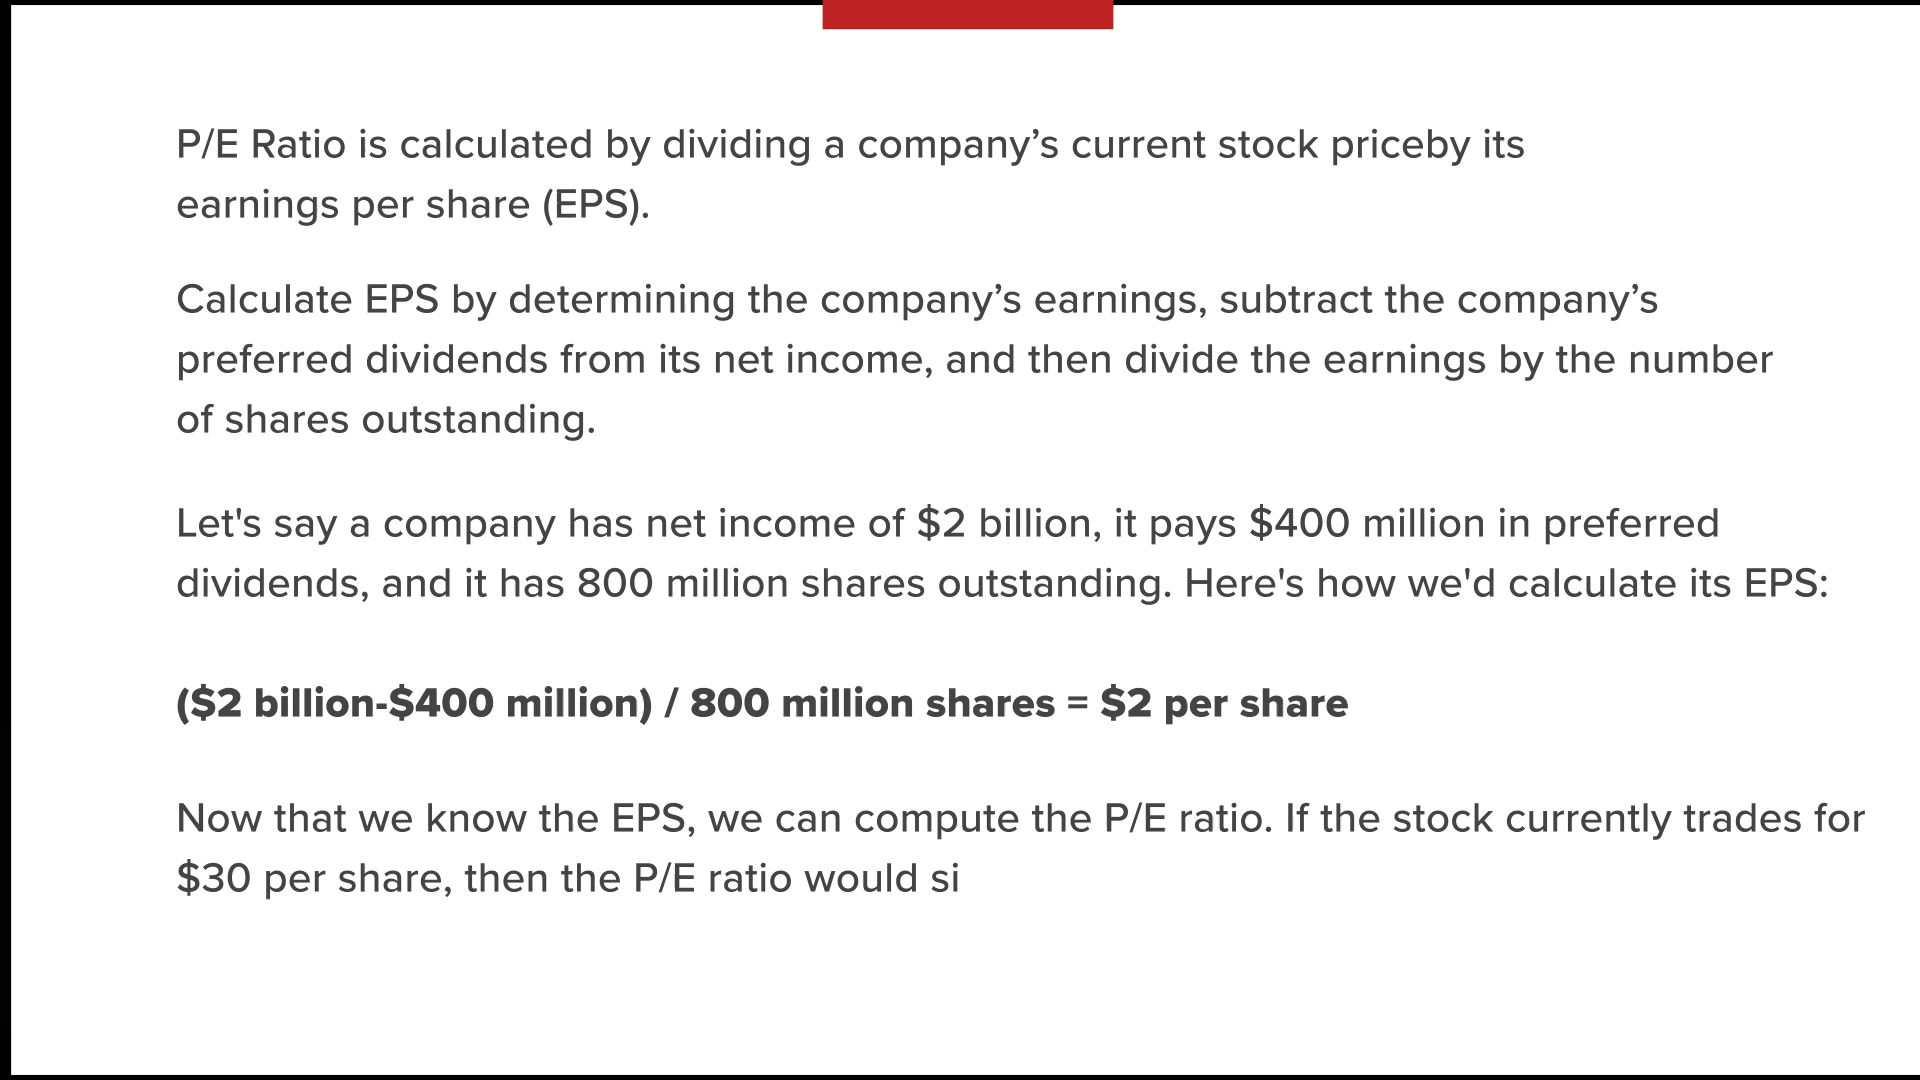 P/E Ratio is calculated by dividing a company’s current stock priceby its
earnings per share (EPS).
Calculate EPS by determining the company’s earnings, subtract the company’s
preferred dividends from its net income, and then divide the earnings by the number
of shares outstanding.
Let's say a company has net income of $2 billion, it pays $400 million in preferred
dividends, and it has 800 million shares outstanding. Here's how we'd calculate its EPS:
($2 billion-$400 million) / 800 million shares = $2 per share
Now that we know the EPS, we can compute the P/E ratio. If the stock currently trades for
$30 per share, then the P/E ratio would si